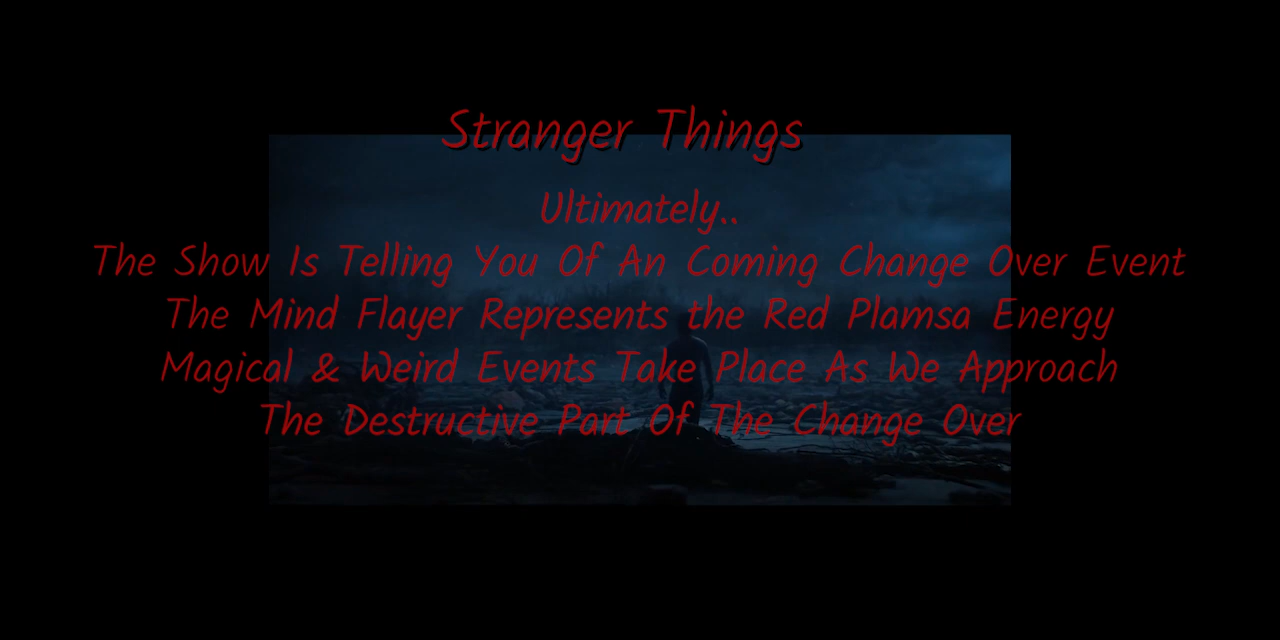 Stranger Things
Ultimately..
The Show Is Telling You Of An Coming Change Over Event
The Mind Flayer Represents the Red Plamsa Energy
Magical & Weird Events Take Place As We Approach
The Destructive Part Of The Change Over